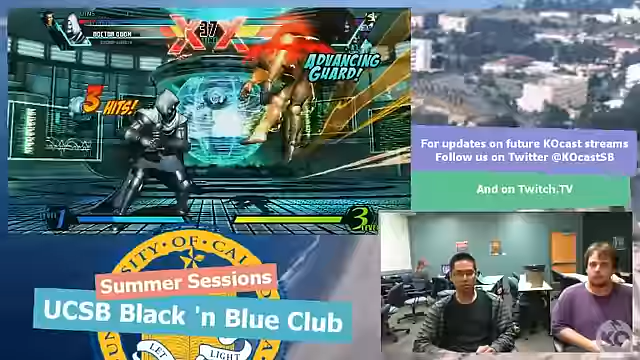 DOCTOR DOOM
37
ADVANCING
GUARD!
3 HITS!
1
3
LEVEL
For updates on future KOcast streams
Follow us on Twitter @KOcastSB
And on Twitch.TV
Summer Sessions
UCSB Black 'n Blue Club
LET
LIGHT